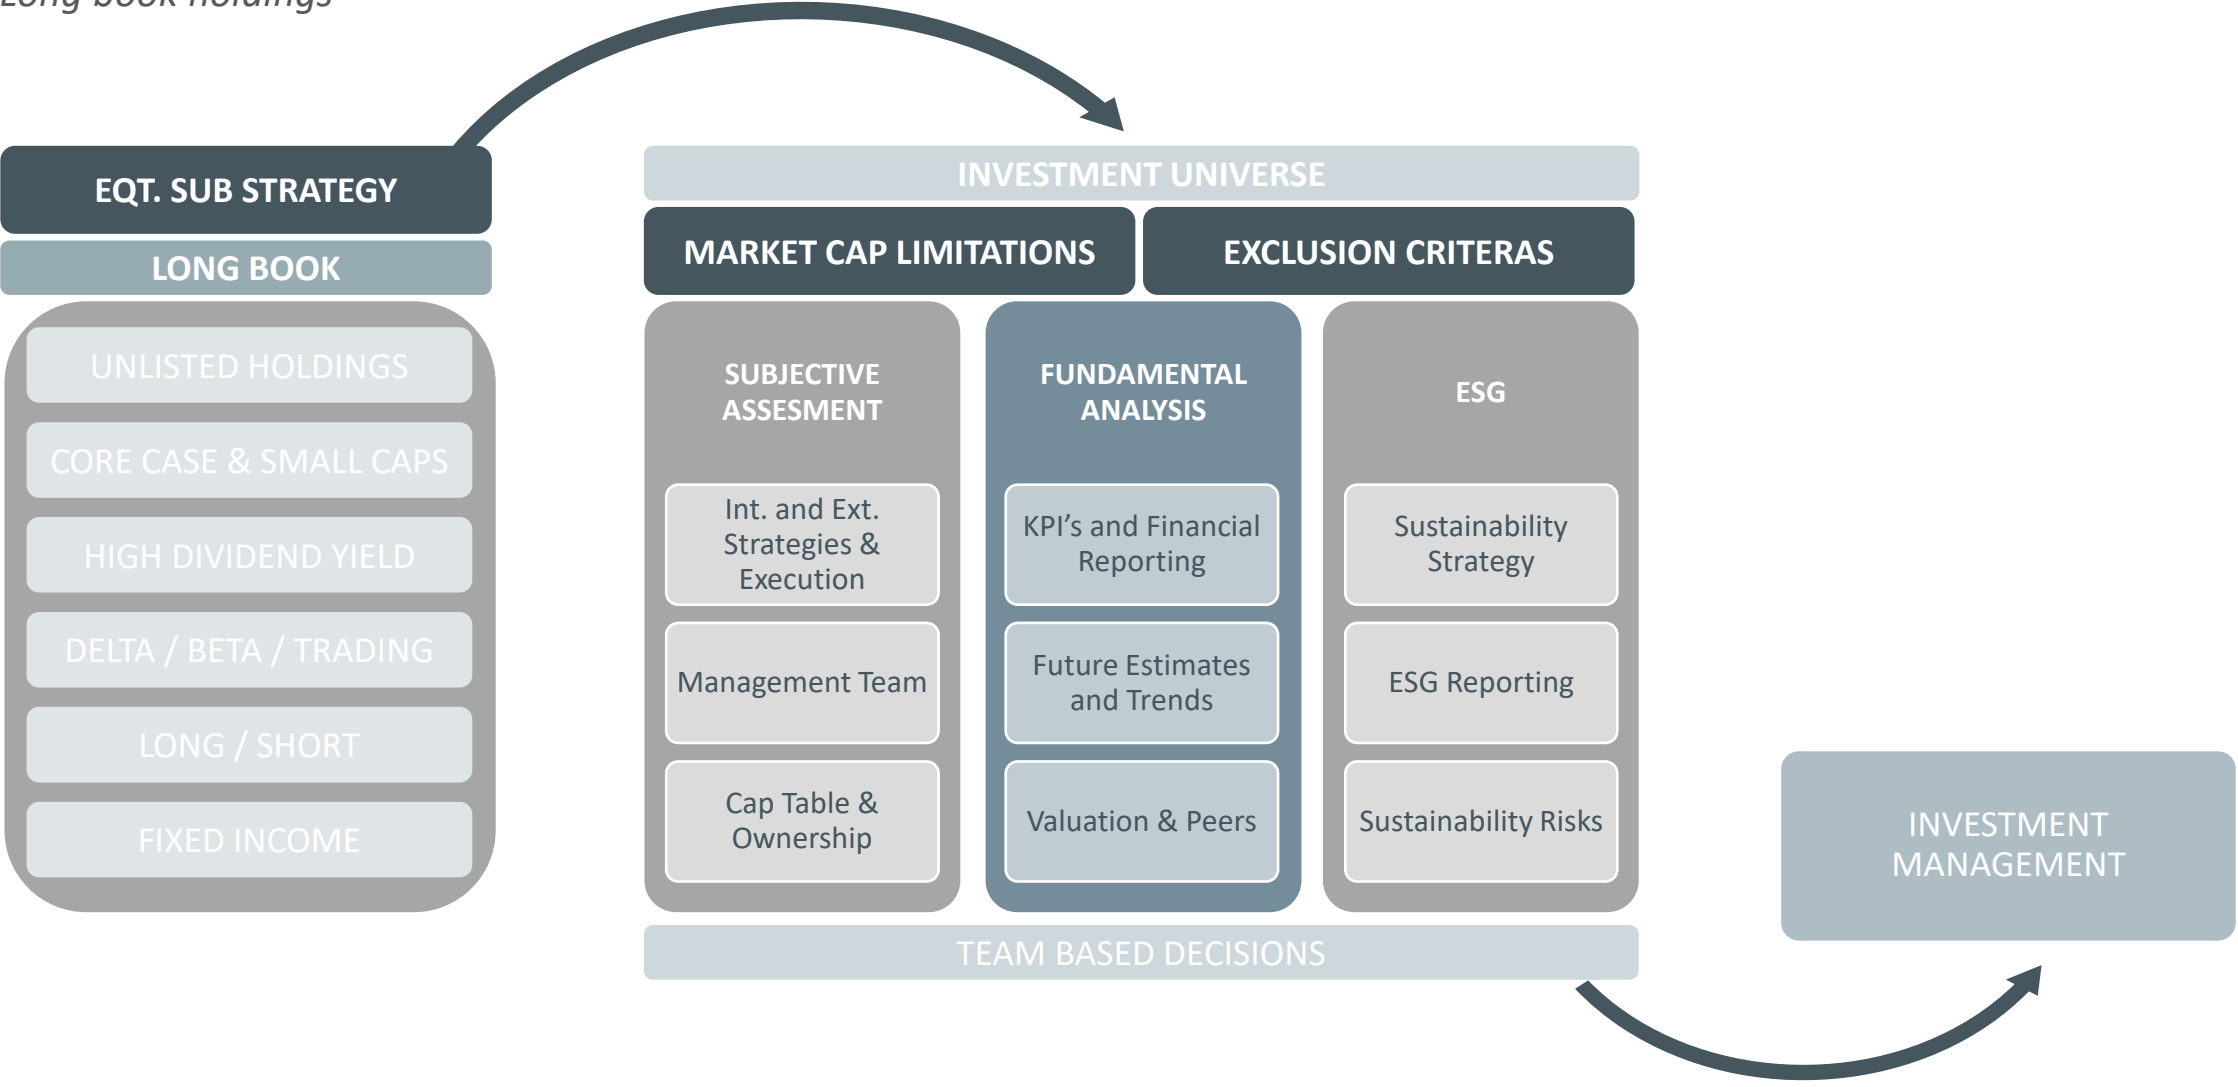 Long book holdings
EQT. SUB STRATEGY
LONG BOOK
UNLISTED HOLDINGS
CORE CASE & SMALL CAPS
HIGH DIVIDEND YIELD
DELTA / BETA / TRADING
LONG / SHORT
FIXED INCOME
INVESTMENT UNIVERSE
MARKET CAP LIMITATIONS
EXCLUSION CRITERAS
SUBJECTIVE
ASSESMENT
Int. and Ext.
Strategies &
Execution
Management Team
Cap Table &
Ownership
FUNDAMENTAL
ANALYSIS
KPI’s and Financial
Reporting
Future Estimates
and Trends
Valuation & Peers
ESG
Sustainability
Strategy
ESG Reporting
Sustainability Risks
TEAM BASED DECISIONS
INVESTMENT
MANAGEMENT